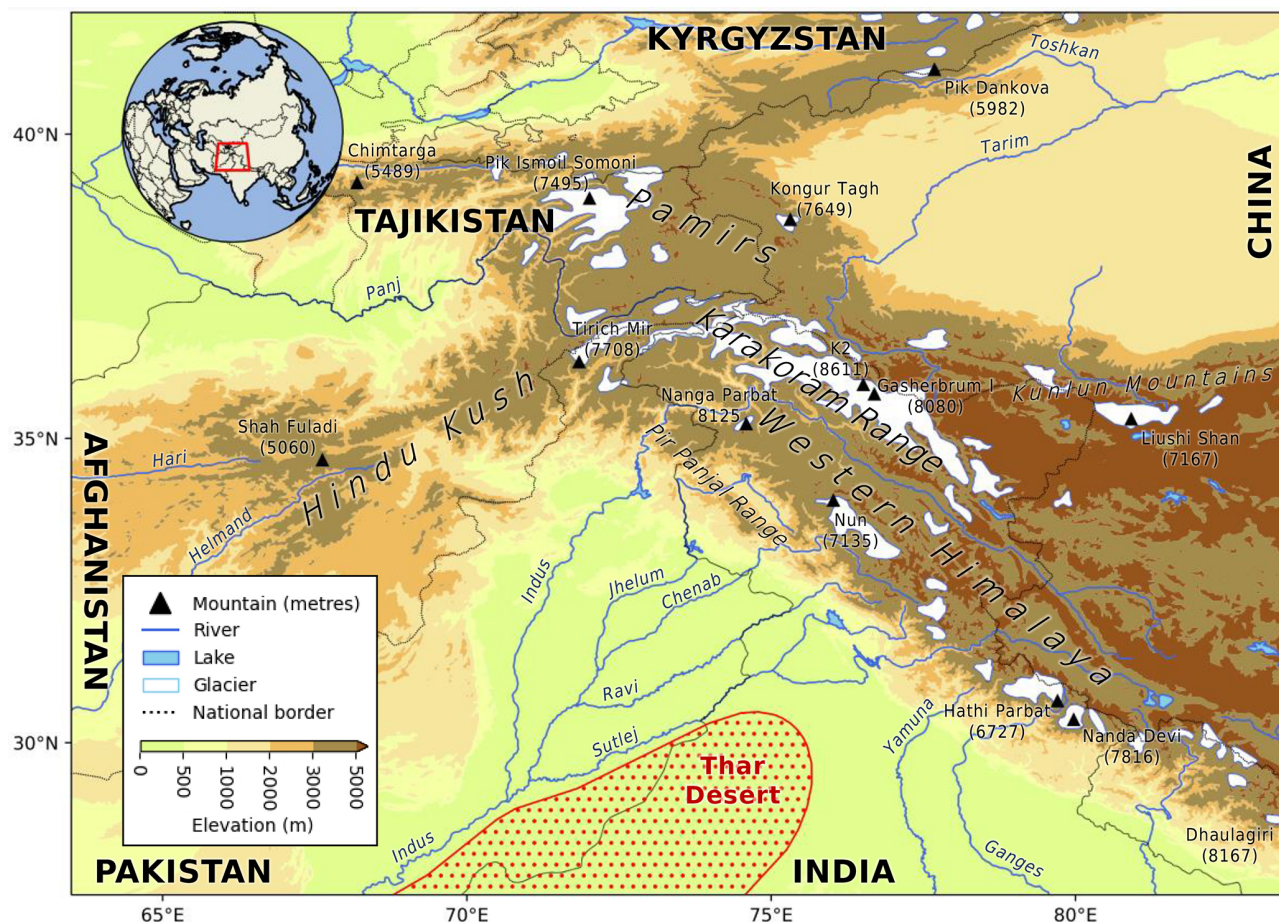 KYRGYZSTAN
Toshkan
Pik Dankova
(5982)
40°N
Chimtarga
(5489)
Pik Ismoil Somoni
(7495)
Tarim
Kongur Tagh
(7649)
CHINA
TAJIKISTAN
Pamirs
Panj
Tirich Mir
(7708)
Karakoram Range
K2
(8611)
Gasherbrum I
(8080)
Kunlun Mountains
Nanga Parbat
8125
Liushi Shan
(7167)
Hindu Kush
Shah Fuladi
(5060)
35°N
Hari
Helmand
AFGHANISTAN
Pir Panjal Range
Western Himalaya
Nun
(7135)
Indus
Jhelum
Chenab
Ravi
Sutlej
Yamuna
Hathi Parbat
(6727)
Nanda Devi
(7816)
30°N
Mountain (metres)
River
Lake
Glacier
National border
0
500
1000
2000
3000
5000
Elevation (m)
Thar
Desert
Dhaulagiri
(8167)
Indus
Ganges
PAKISTAN
INDIA
65°E
70°E
75°E
80°E